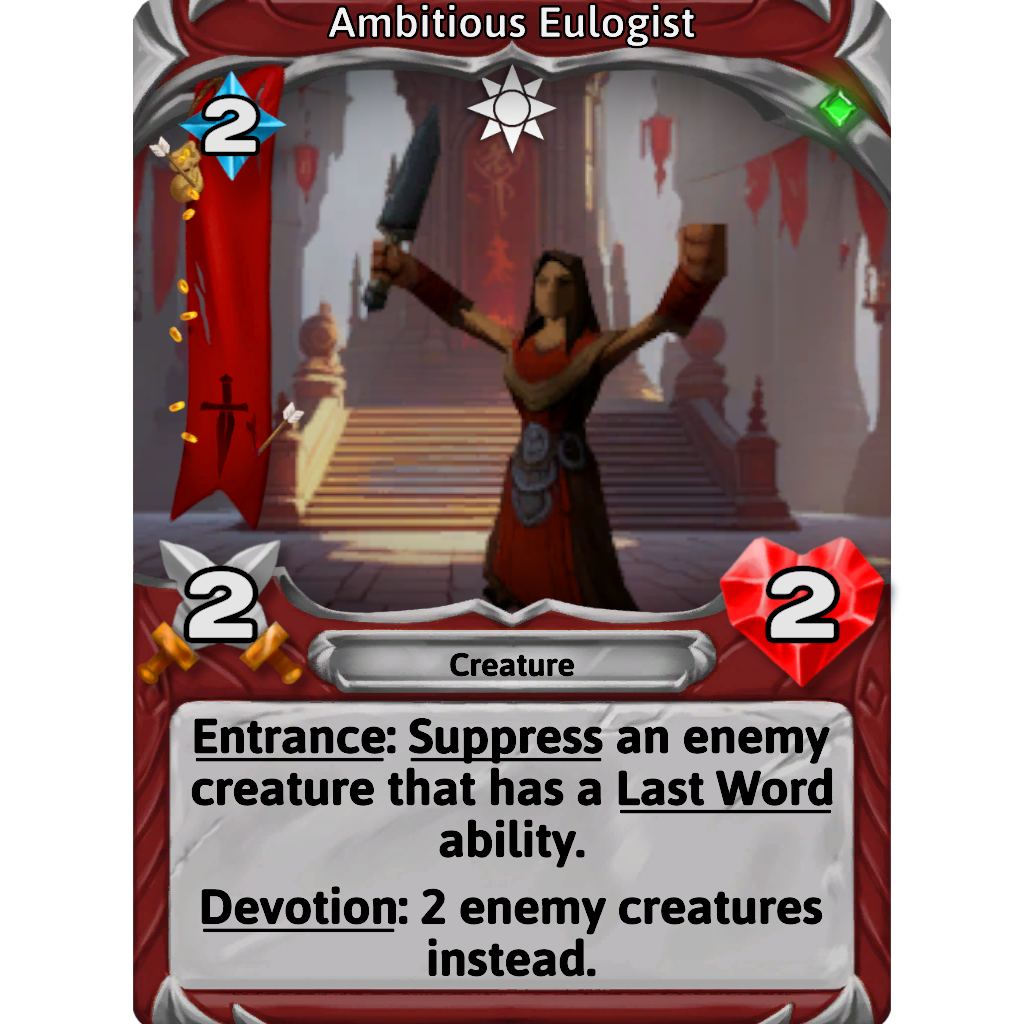 Ambitious Eulogist
2
2
2
Creature
Entrance: Suppress an enemy
creature that has a Last Word
ability.
Devotion: 2 enemy creatures
instead.